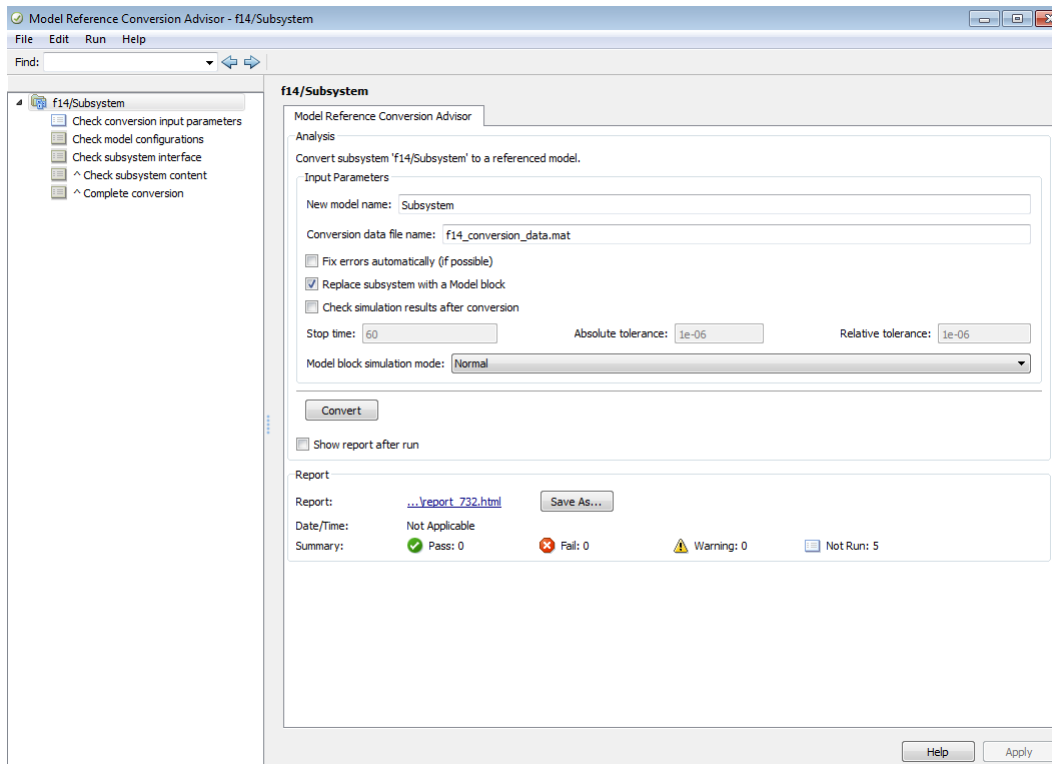 Model Reference Conversion Advisor - f14/Subsystem
File Edit Run Help
Find:
f14/Subsystem
Check conversion input parameters
Check model configurations
Check subsystem interface
^ Check subsystem content
^ Complete conversion
f14/Subsystem
Model Reference Conversion Advisor
Analysis
Convert subsystem 'f14/Subsystem' to a referenced model.
Input Parameters
New model name: Subsystem
Conversion data file name: f14_conversion_data.mat
Fix errors automatically (if possible)
Replace subsystem with a Model block
Check simulation results after conversion
Stop time: 60 Absolute tolerance: 1e-06 Relative tolerance: 1e-06
Model block simulation mode: Normal
Convert
Show report after run
Report
Report: ...\report_732.html Save As...
Date/Time: Not Applicable
Summary: Pass: 0 Fail: 0 Warning: 0 Not Run: 5
Help Apply